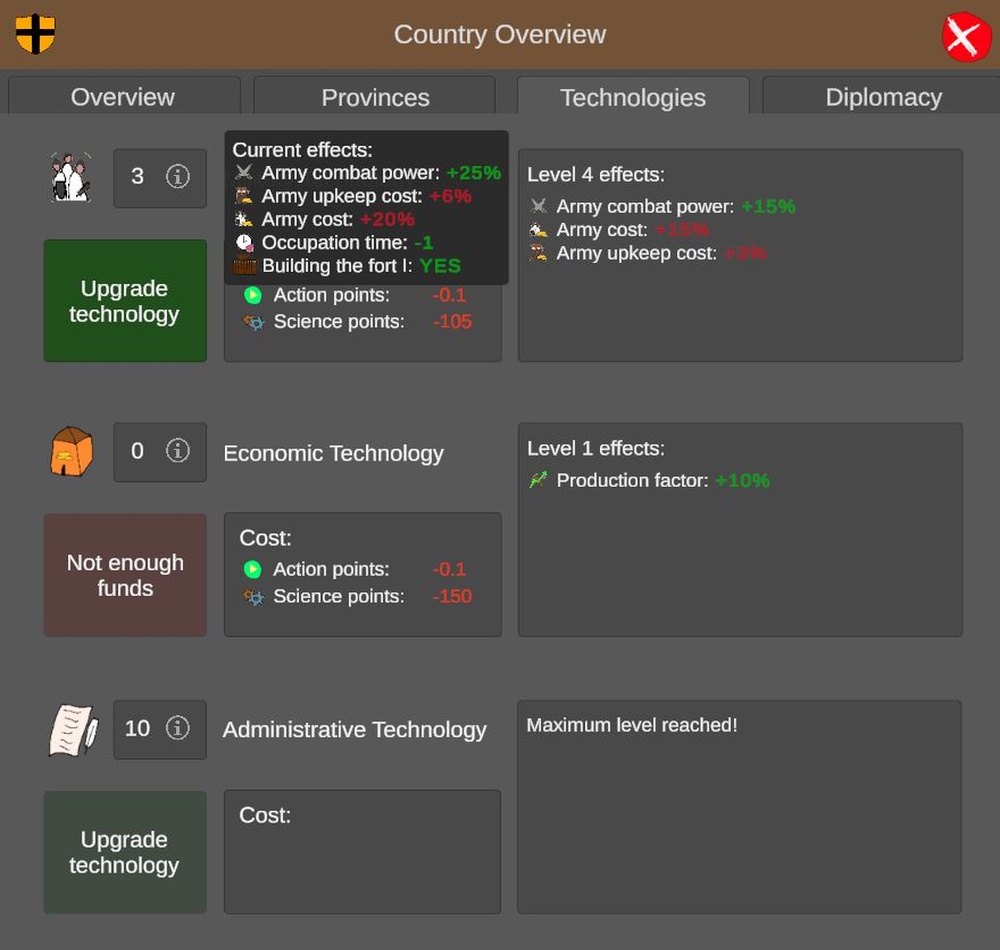 Country Overview
Overview
Provinces
Technologies
Diplomacy
3
Current effects:
Army combat power: +25%
Army upkeep cost: +6%
Army cost: +20%
Occupation time: -1
Building the fort I: YES
Upgrade
technology
Action points: -0.1
Science points: -105
Level 4 effects:
Army combat power: +15%
Army cost: +15%
Army upkeep cost: +3%
0
Economic Technology
Not enough
funds
Cost:
Action points: -0.1
Science points: -150
Level 1 effects:
Production factor: +10%
10
Administrative Technology
Upgrade
technology
Cost:
Maximum level reached!